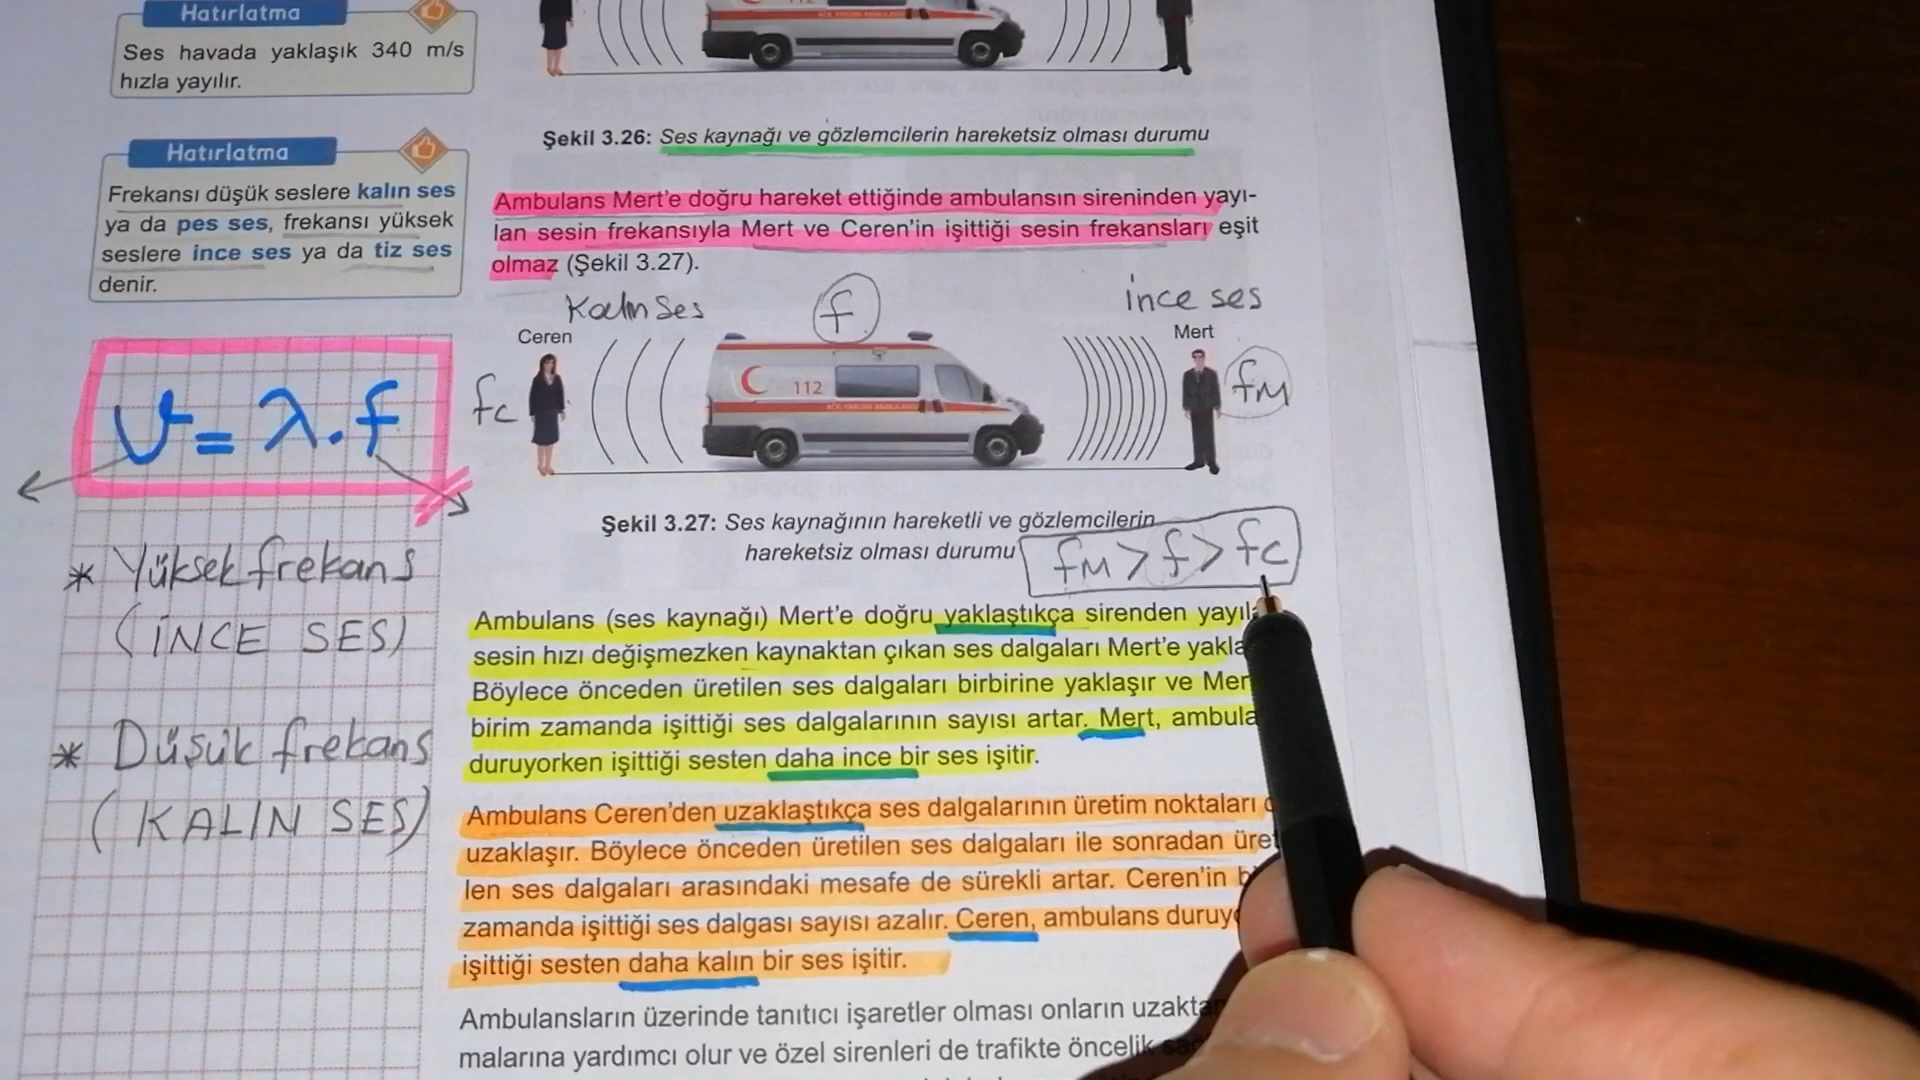 Hatırlatma
Ses havada yaklaşık 340 m/s
hızla yayılır.
Hatırlatma
Frekansı düşük seslere kalın ses
ya da pes ses, frekansı yüksek
seslere ince ses ya da tiz ses
denir.
V = λ.f
* Yüksek frekans
(İNCE SES)
* Düşük frekans
(KALIN SES)
112
Şekil 3.26: Ses kaynağı ve gözlemcilerin hareketsiz olması durumu
Ambulans Mert'e doğru hareket ettiğinde ambulansın sireninden yayı-
lan sesin frekansıyla Mert ve Ceren'in işittiği sesin frekansları eşit
olmaz (Şekil 3.27).
Kalın Ses
f
ince ses
Ceren
Mert
fc
112
fM
Şekil 3.27: Ses kaynağının hareketli ve gözlemcilerin
hareketsiz olması durumu
fM > f > fc
Ambulans (ses kaynağı) Mert'e doğru yaklaştıkça sirenden
sesin hızı değişmezken kaynaktan çıkan ses dalgaları Mert'e
Böylece önceden üretilen ses dalgaları birbirine yaklaşır ve
birim zamanda işittiği ses dalgalarının sayısı artar. Mert,
duruyorken işittiği sesten daha ince bir ses işitir.
Ambulans Ceren'den uzaklaştıkça ses dalgalarının üretim noktaları
uzaklaşır. Böylece önceden üretilen ses dalgaları ile sonradan
len ses dalgaları arasındaki mesafe de sürekli artar. Ceren'in
zamanda işittiği ses dalgası sayısı azalır. Ceren, ambulans
işittiği sesten daha kalın bir ses işitir.
Ambulansların üzerinde tanıtıcı işaretler olması onların
malarına yardımcı olur ve özel sirenleri de trafikte öncelik